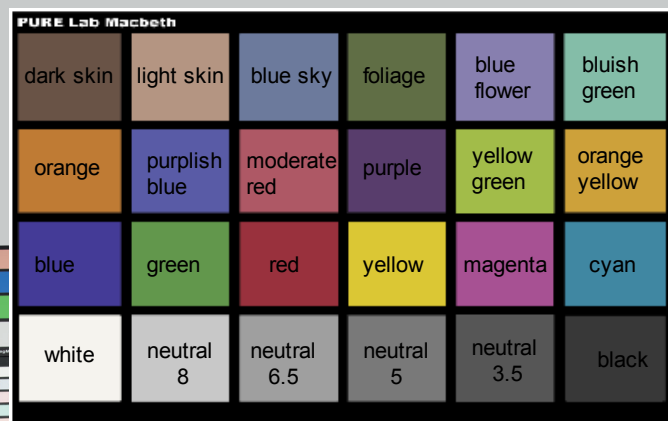 PURE Lab Macbeth
dark skin
light skin
blue sky
foliage
blue
flower
bluish
green
orange
purplish
blue
moderate
red
purple
yellow
green
orange
yellow
blue
green
red
yellow
magenta
cyan
white
neutral
8
neutral
6.5
neutral
5
neutral
3.5
black